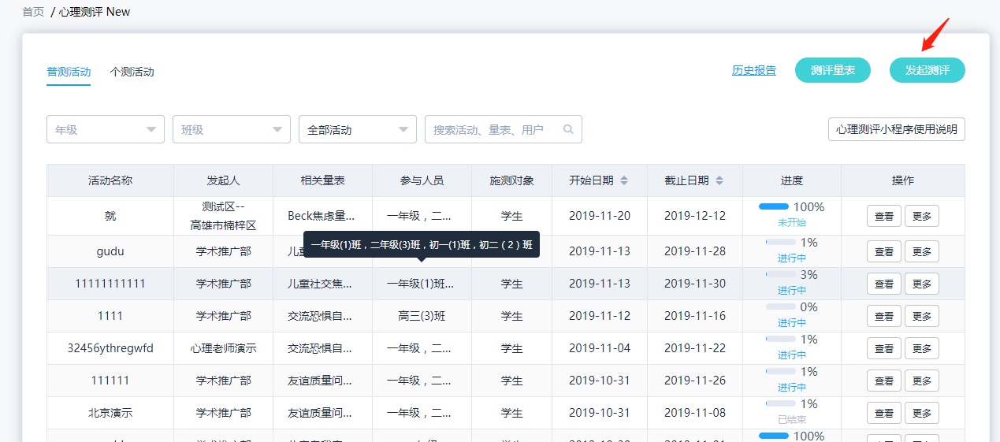 首页 / 心理测评 New
普测活动 个测活动 历史报告 测评量表 发起测评
年级 班级 全部活动 搜索活动、量表、用户 心理测评小程序使用说明
活动名称 发起人 相关量表 参与人员 施测对象 开始日期 截止日期 进度 操作
就 测试区--高雄市楠梓区 Beck焦虑量... 一年级，二... 学生 2019-11-20 2019-12-12 100% 未开始 查看 更多
一年级(1)班，二年级(3)班，初一(1)班，初二（2）班
gudu 学术推广部 儿童 2019-11-13 2019-11-28 1% 进行中 查看 更多
11111111111 学术推广部 儿童社交焦... 一年级(1)班... 学生 2019-11-13 2019-11-30 3% 进行中 查看 更多
1111 学术推广部 交流恐惧自... 高三(3)班 学生 2019-11-12 2019-11-16 0% 进行中 查看 更多
32456ythregwfd 心理老师演示 交流恐惧自... 一年级，二... 学生 2019-11-04 2019-11-22 1% 进行中 查看 更多
111111 学术推广部 友谊质量问... 一年级，二... 学生 2019-10-31 2019-11-26 1% 进行中 查看 更多
北京演示 学术推广部 友谊质量问... 一年级，二... 学生 2019-10-31 2019-11-08 1% 已结束 查看 更多
100%